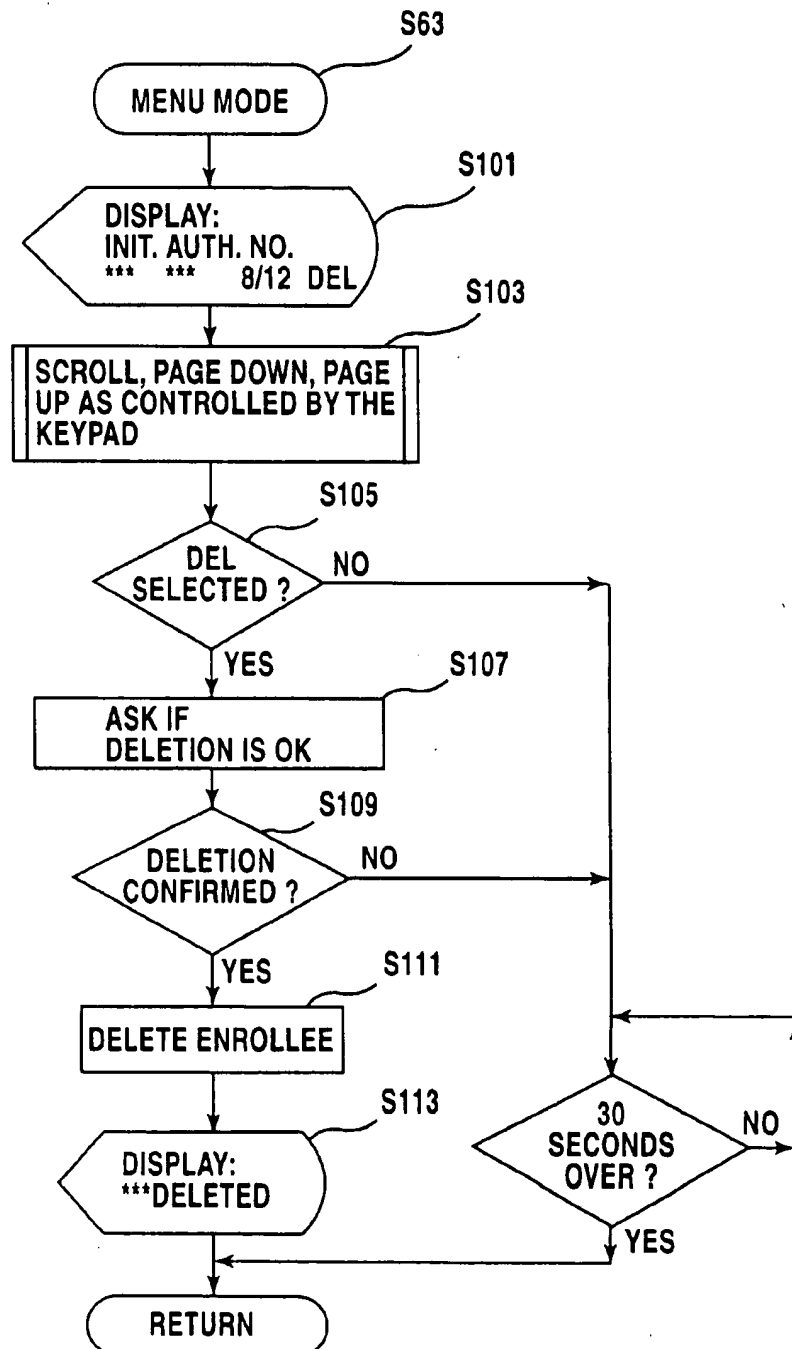 S63
MENU MODE
S101
DISPLAY:
INIT. AUTH. NO.
*** *** 8/12 DEL
S103
SCROLL, PAGE DOWN, PAGE
UP AS CONTROLLED BY THE
KEYPAD
S105
DEL
SELECTED ?
NO
YES
S107
ASK IF
DELETION IS OK
S109
DELETION
CONFIRMED ?
NO
YES
S111
DELETE ENROLLEE
S113
DISPLAY:
***DELETED
30
SECONDS
OVER ?
NO
YES
RETURN